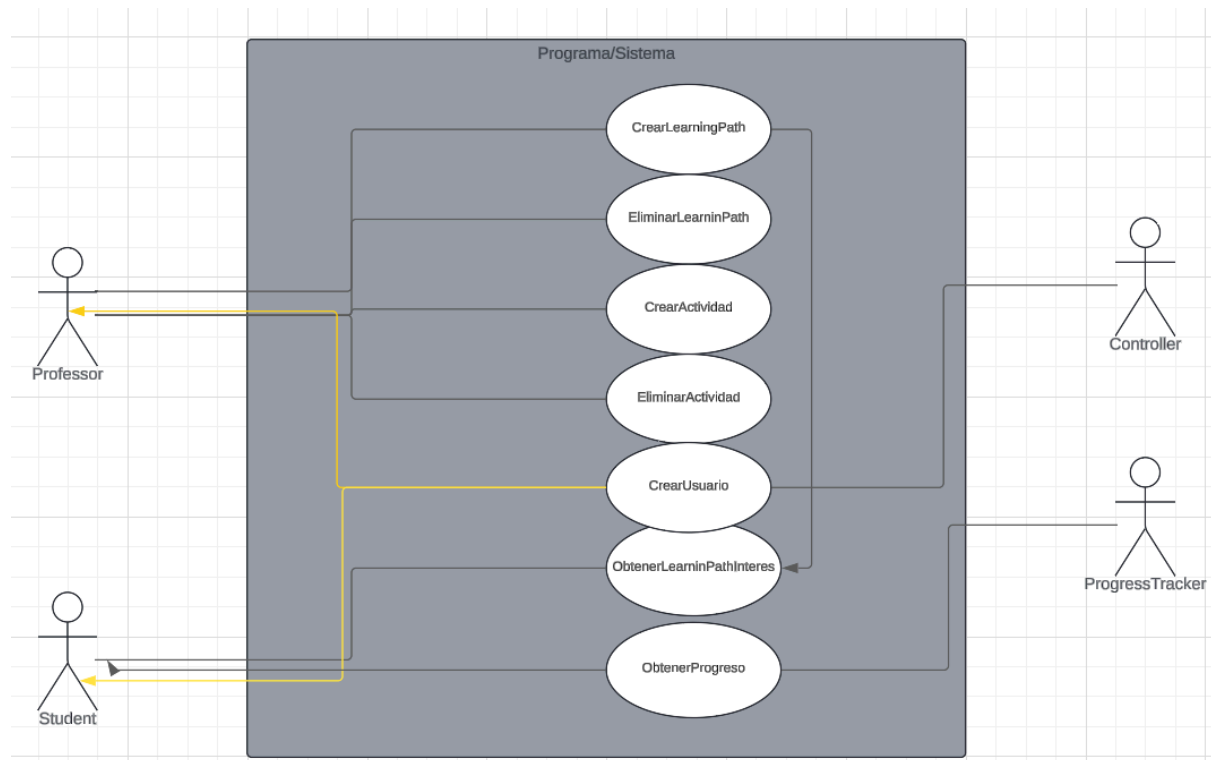 Programa/Sistema
CrearLearningPath
EliminarLearninPath
CrearActividad
EliminarActividad
CrearUsuario
ObtenerLearninPathInteres
ObtenerProgreso
Professor
Student
Controller
ProgressTracker